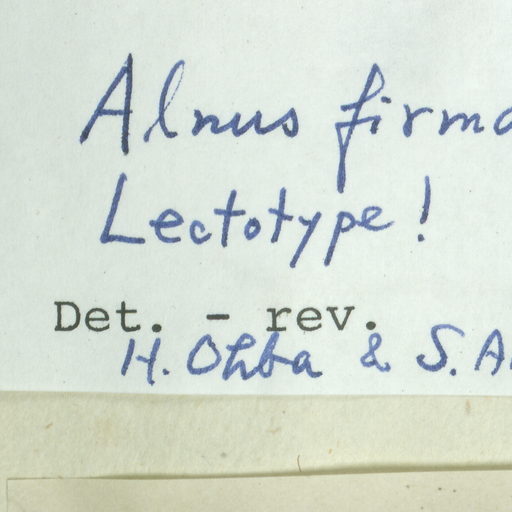 Alnus firma
Lectotype!
Det. - rev.
H. Ohba & S. A